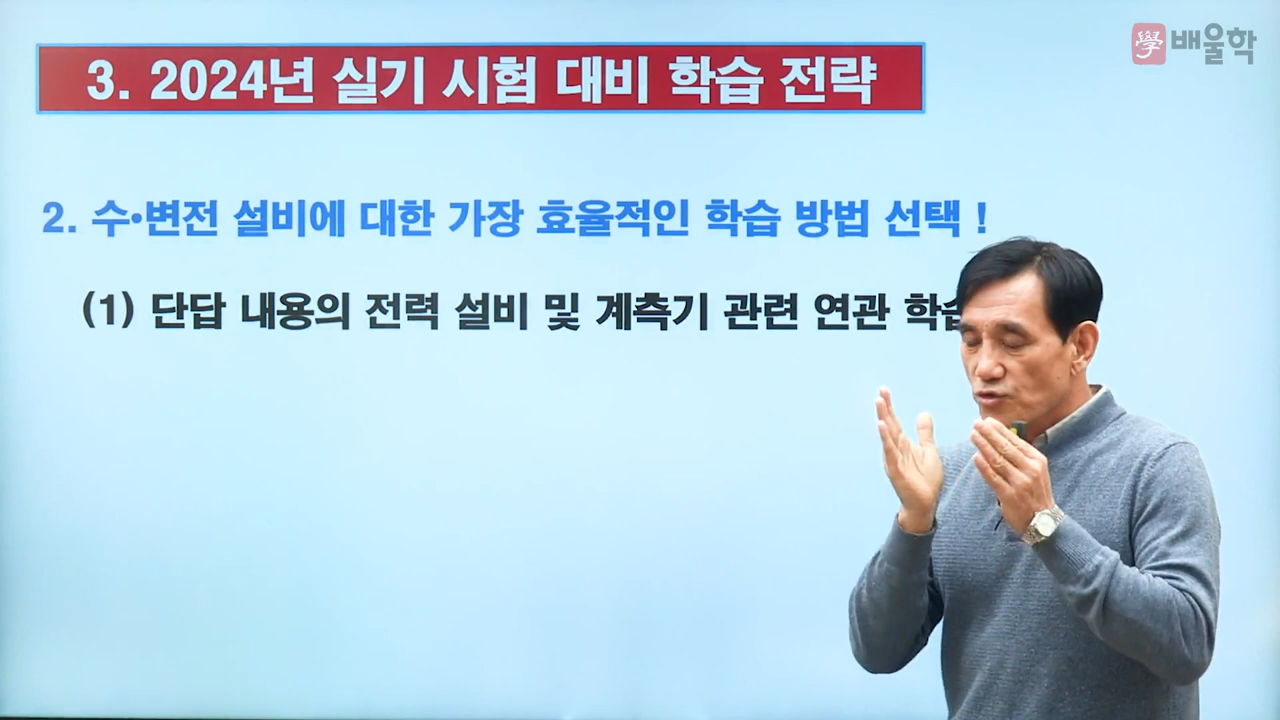 學 배울학
3. 2024년 실기 시험 대비 학습 전략
2. 수•변전 설비에 대한 가장 효율적인 학습 방법 선택 !
(1) 단답 내용의 전력 설비 및 계측기 관련 연관